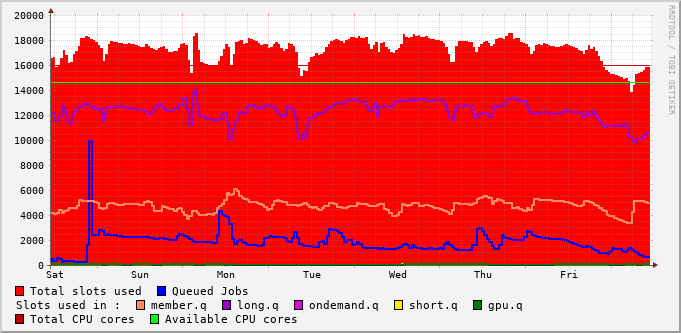 20000
18000
16000
14000
12000
10000
8000
6000
4000
2000
0
Sat Sun Mon Tue Wed Thu Fri
RRDTOOL / TOBI OETIKER
Total slots used Queued Jobs
Slots used in : member.q long.q ondemand.q short.q gpu.q
Total CPU cores Available CPU cores